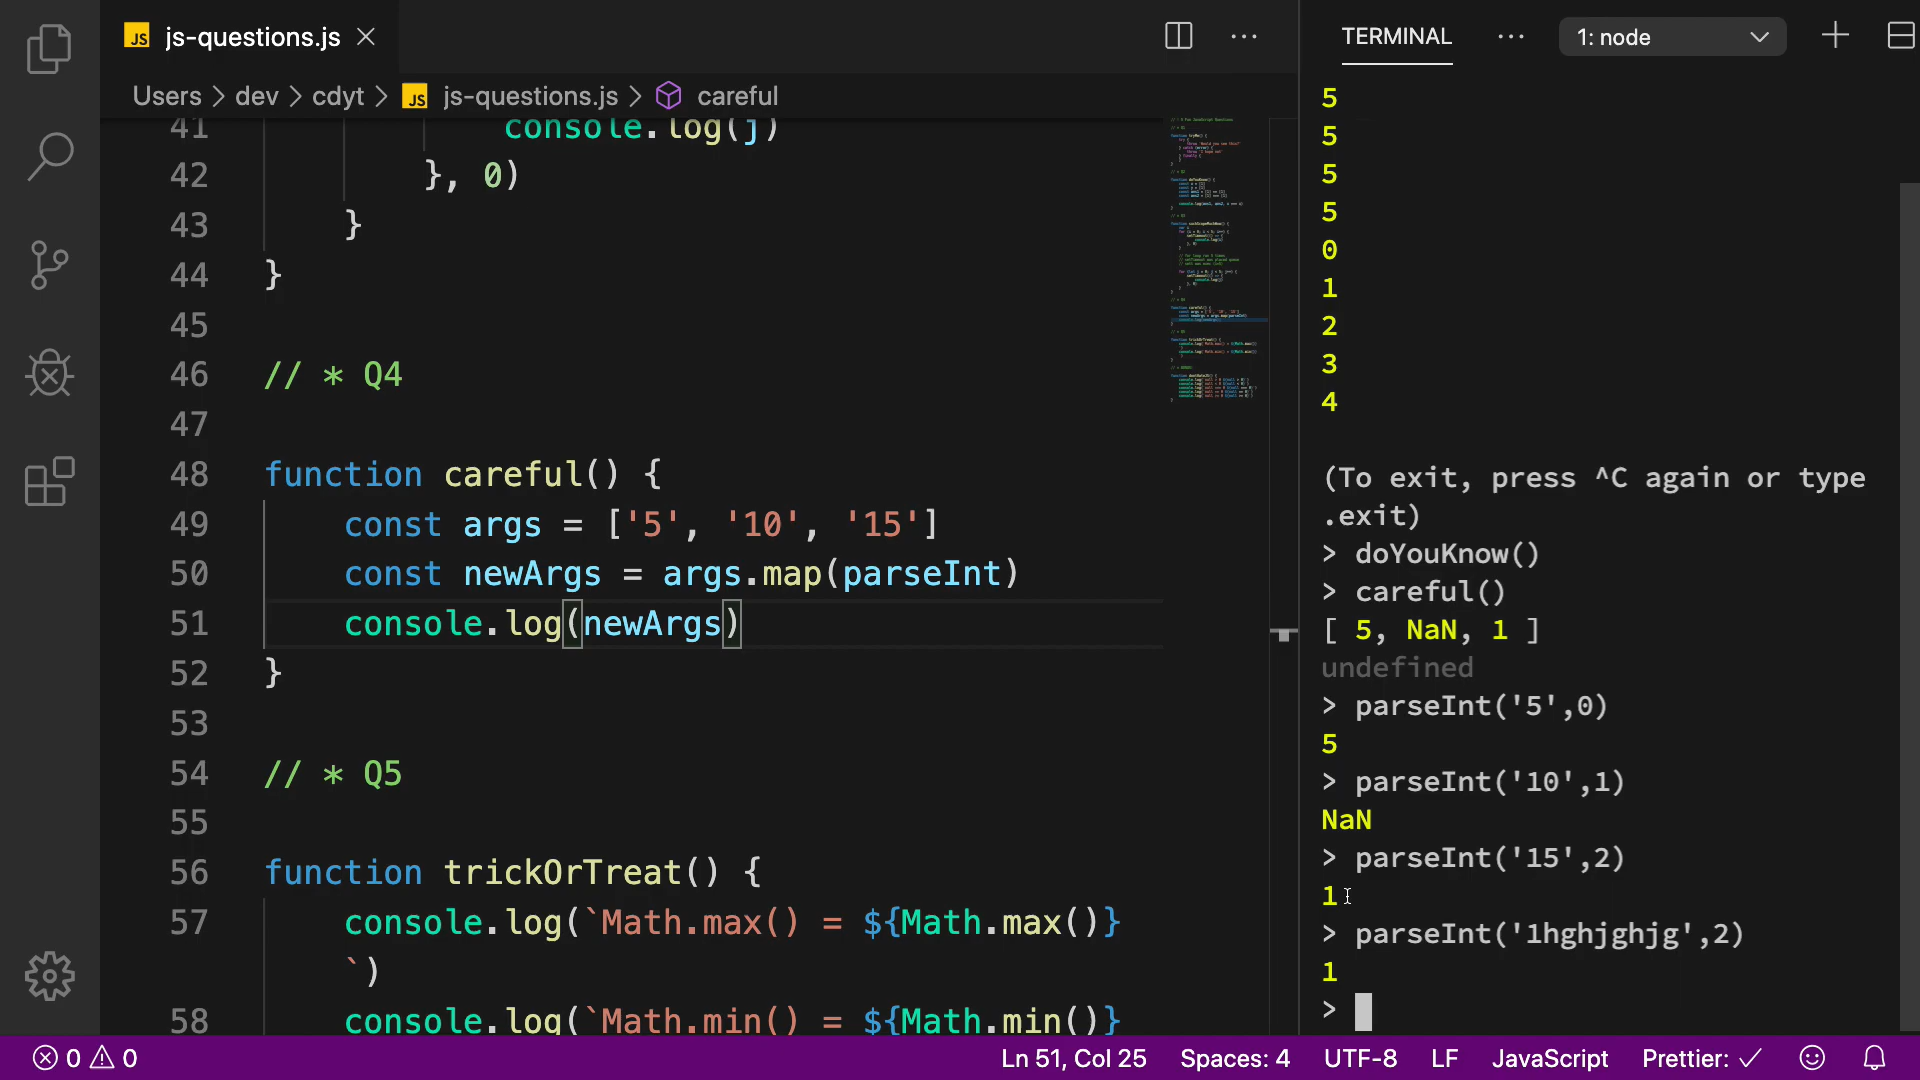 JS js-questions.js
TERMINAL
1: node
Users > dev > cdyt > JS js-questions.js > careful
41 console.log(j)
42 }, 0)
43 }
44 }
45
46 // * Q4
47
48 function careful() {
49 const args = ['5', '10', '15']
50 const newArgs = args.map(parseInt)
51 console.log(newArgs)
52 }
53
54 // * Q5
55
56 function trickOrTreat() {
57 console.log(`Math.max() = ${Math.max()}
`)
58 console.log(`Math.min() = ${Math.min()}
5
5
5
5
0
1
2
3
4
(To exit, press ^C again or type
.exit)
> doYouKnow()
> careful()
[ 5, NaN, 1 ]
undefined
> parseInt('5',0)
5
> parseInt('10',1)
NaN
> parseInt('15',2)
1
> parseInt('1hghjghjg',2)
1
>
0 0
Ln 51, Col 25 Spaces: 4 UTF-8 LF JavaScript Prettier: ✓